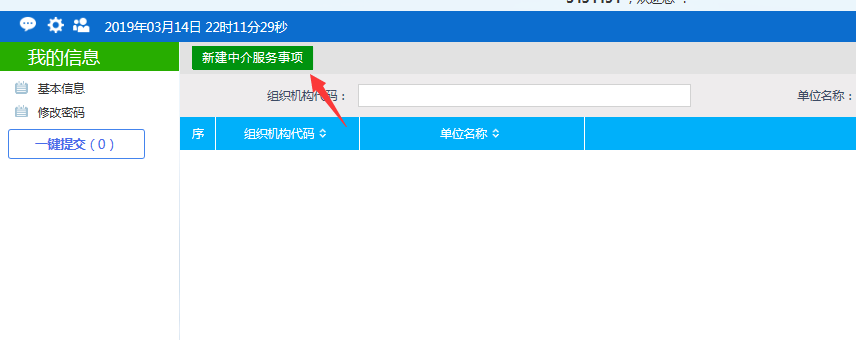 2019年03月14日 22时11分29秒
我的信息
新建中介服务事项
基本信息
修改密码
一键提交（0）
组织机构代码：
单位名称：
序
组织机构代码
单位名称